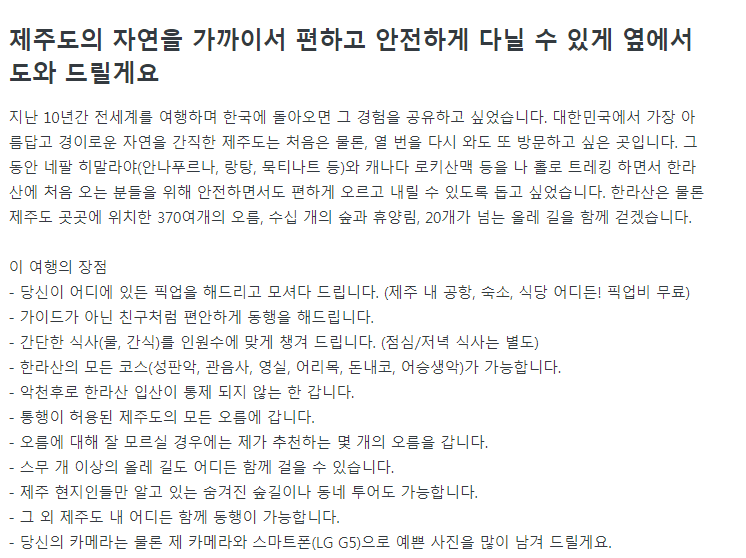 제주도의 자연을 가까이서 편하고 안전하게 다닐 수 있게 옆에서
도와 드릴게요
지난 10년간 전세계를 여행하며 한국에 돌아오면 그 경험을 공유하고 싶었습니다. 대한민국에서 가장 아
름답고 경이로운 자연을 간직한 제주도는 처음은 물론, 열 번을 다시 와도 또 방문하고 싶은 곳입니다. 그
동안 네팔 히말라야(안나푸르나, 랑탕, 묵티나트 등)와 캐나다 로키산맥 등을 나 홀로 트레킹 하면서 한라
산에 처음 오는 분들을 위해 안전하면서도 편하게 오르고 내릴 수 있도록 돕고 싶었습니다. 한라산은 물론
제주도 곳곳에 위치한 370여개의 오름, 수십 개의 숲과 휴양림, 20개가 넘는 올레 길을 함께 걷겠습니다.
이 여행의 장점
- 당신이 어디에 있든 픽업을 해드리고 모셔다 드립니다. (제주 내 공항, 숙소, 식당 어디든! 픽업비 무료)
- 가이드가 아닌 친구처럼 편안하게 동행을 해드립니다.
- 간단한 식사(물, 간식)를 인원수에 맞게 챙겨 드립니다. (점심/저녁 식사는 별도)
- 한라산의 모든 코스(성판악, 관음사, 영실, 어리목, 돈내코, 어승생악)가 가능합니다.
- 악천후로 한라산 입산이 통제 되지 않는 한 갑니다.
- 통행이 허용된 제주도의 모든 오름에 갑니다.
- 오름에 대해 잘 모르실 경우에는 제가 추천하는 몇 개의 오름을 갑니다.
- 스무 개 이상의 올레 길도 어디든 함께 걸을 수 있습니다.
- 제주 현지인들만 알고 있는 숨겨진 숲길이나 동네 투어도 가능합니다.
- 그 외 제주도 내 어디든 함께 동행이 가능합니다.
- 당신의 카메라는 물론 제 카메라와 스마트폰(LG G5)으로 예쁜 사진을 많이 남겨 드릴게요.